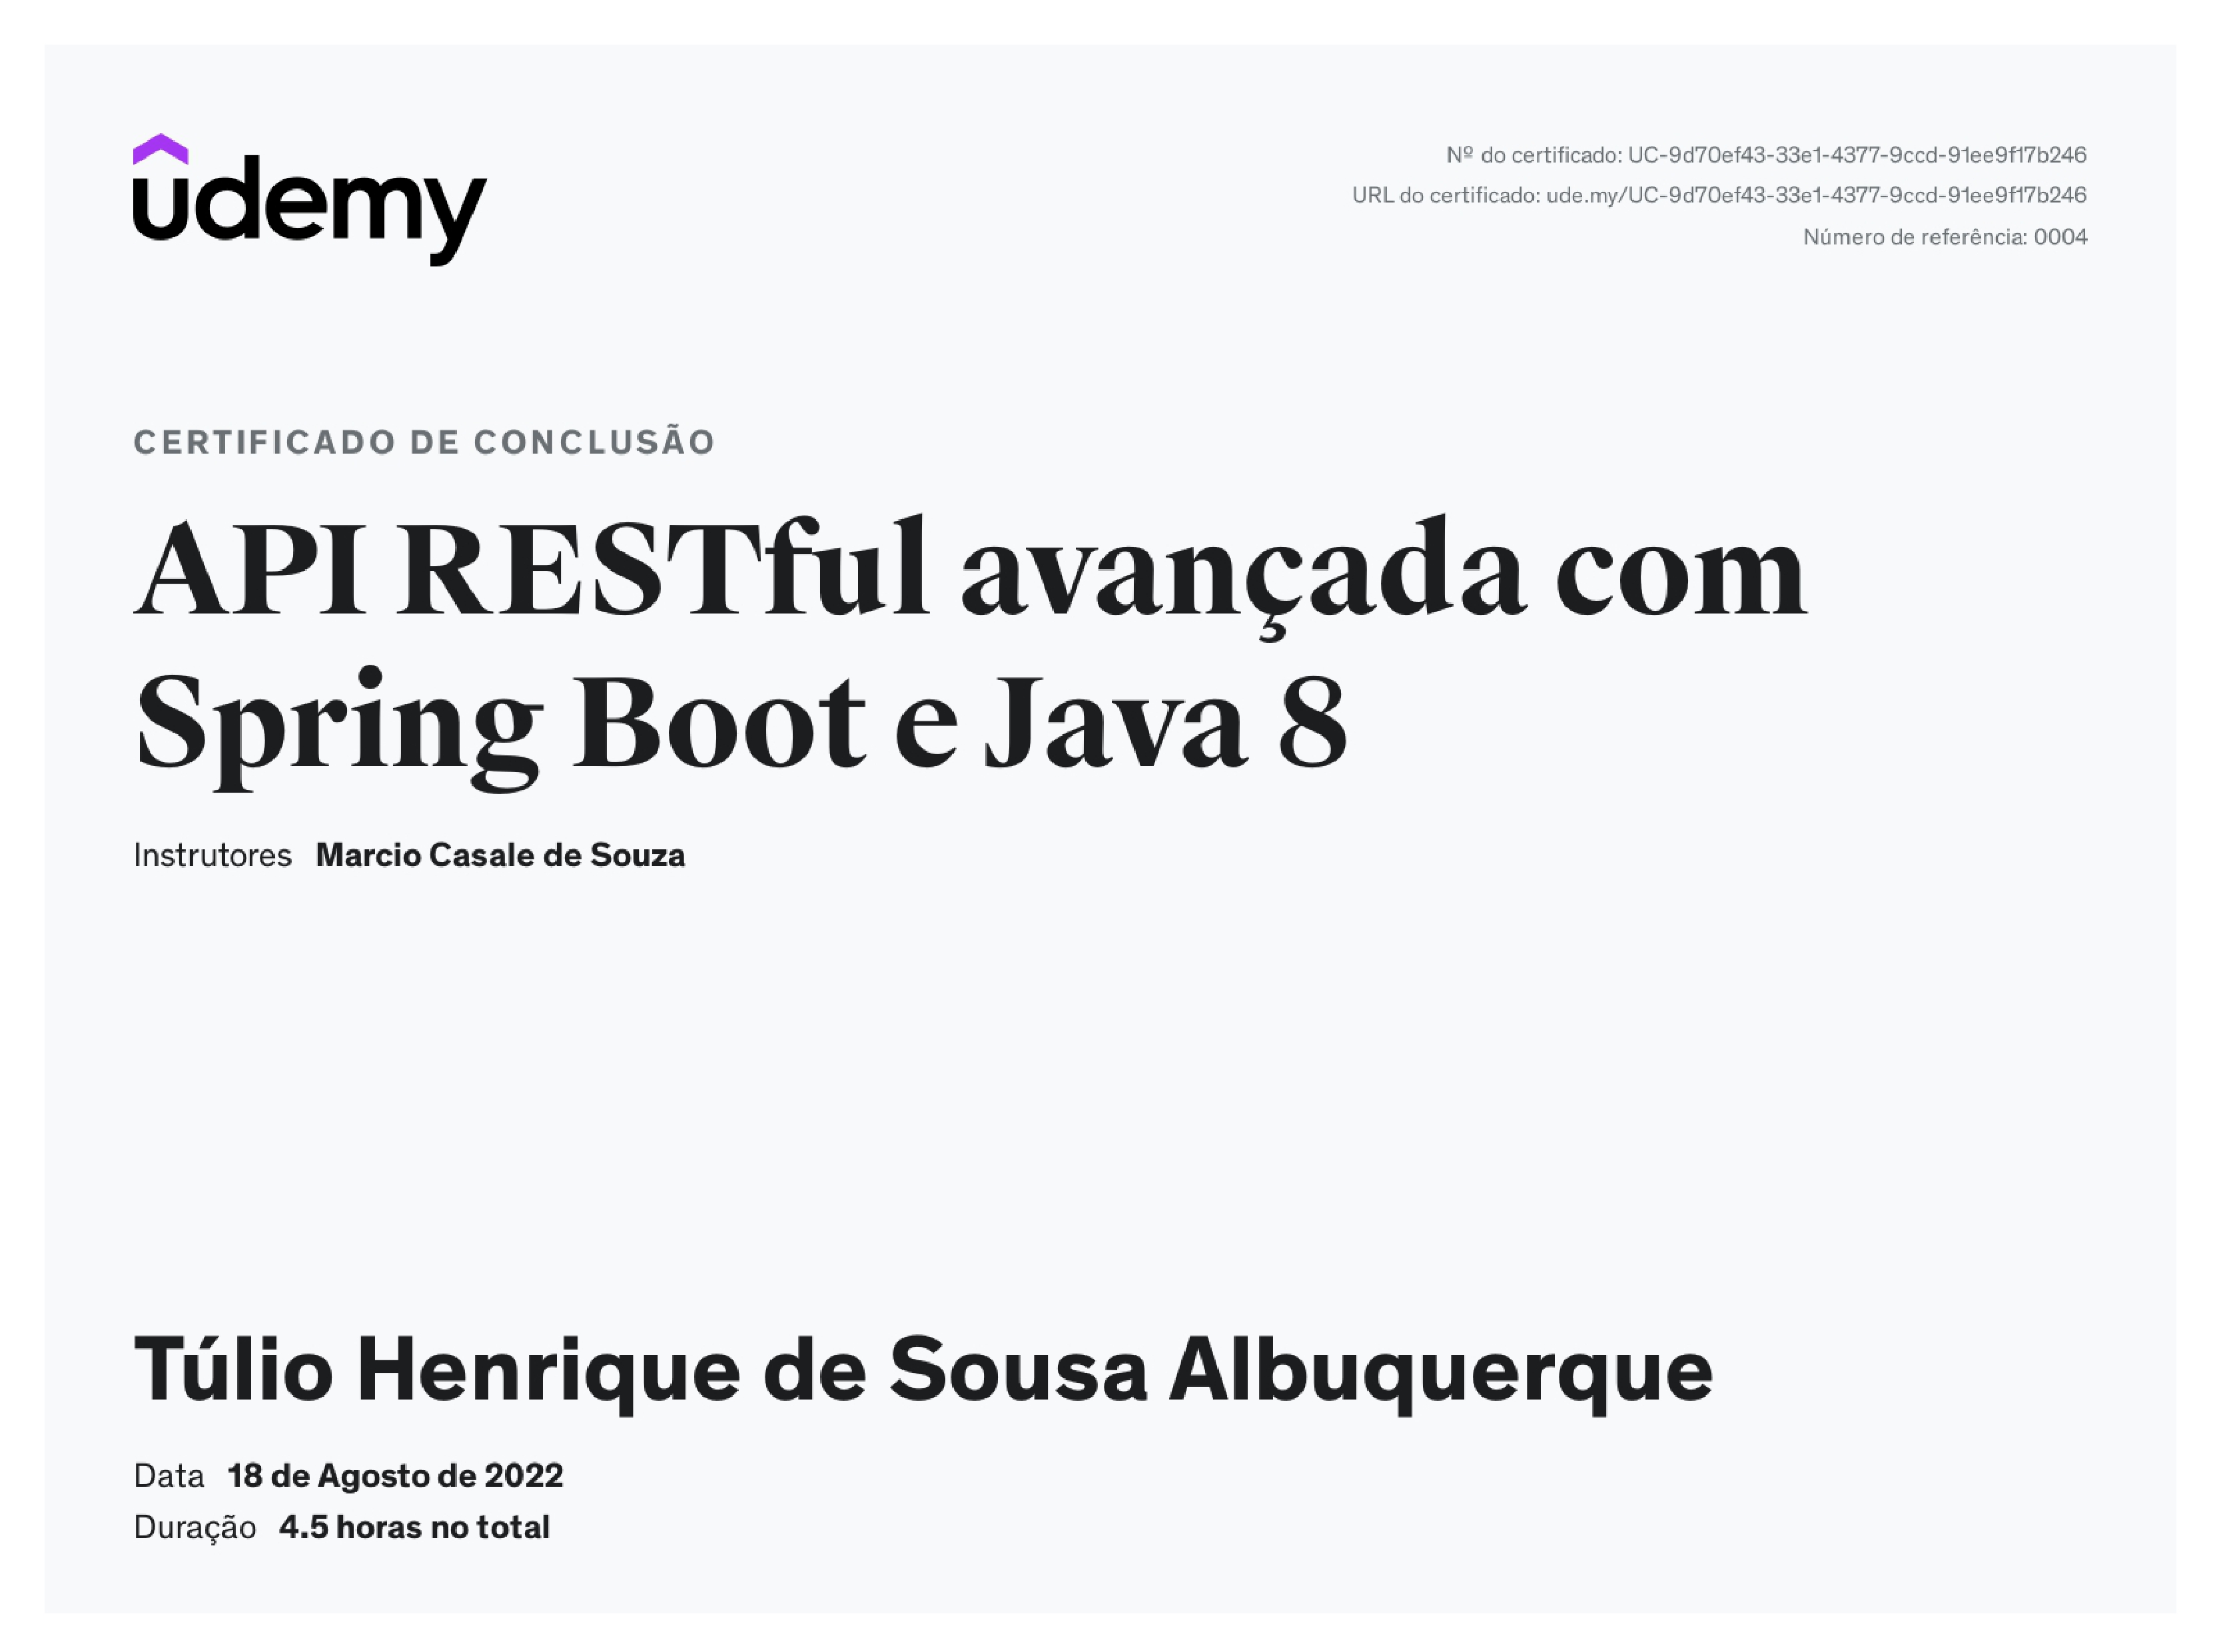 udemy
Nº do certificado: UC-9d70ef43-33e1-4377-9ccd-91ee9f17b246
URL do certificado: ude.my/UC-9d70ef43-33e1-4377-9ccd-91ee9f17b246
Número de referência: 0004
CERTIFICADO DE CONCLUSÃO
API RESTful avançada com
Spring Boot e Java 8
Instrutores Marcio Casale de Souza
Túlio Henrique de Sousa Albuquerque
Data 18 de Agosto de 2022
Duração 4.5 horas no total